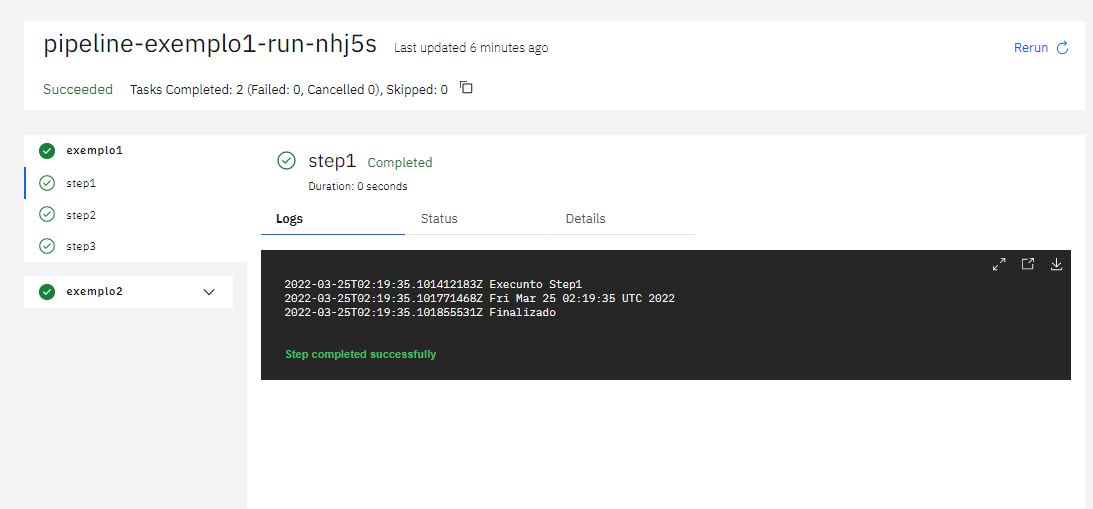 pipeline-exemplo1-run-nhj5s Last updated 6 minutes ago Rerun
Succeeded Tasks Completed: 2 (Failed: 0, Cancelled 0), Skipped: 0
exemplo1
step1
step2
step3
exemplo2
step1 Completed
Duration: 0 seconds
Logs Status Details
2022-03-25T02:19:35.101412183Z Executno Step1
2022-03-25T02:19:35.101771468Z Fri Mar 25 02:19:35 UTC 2022
2022-03-25T02:19:35.101855531Z Finalizado
Step completed successfully